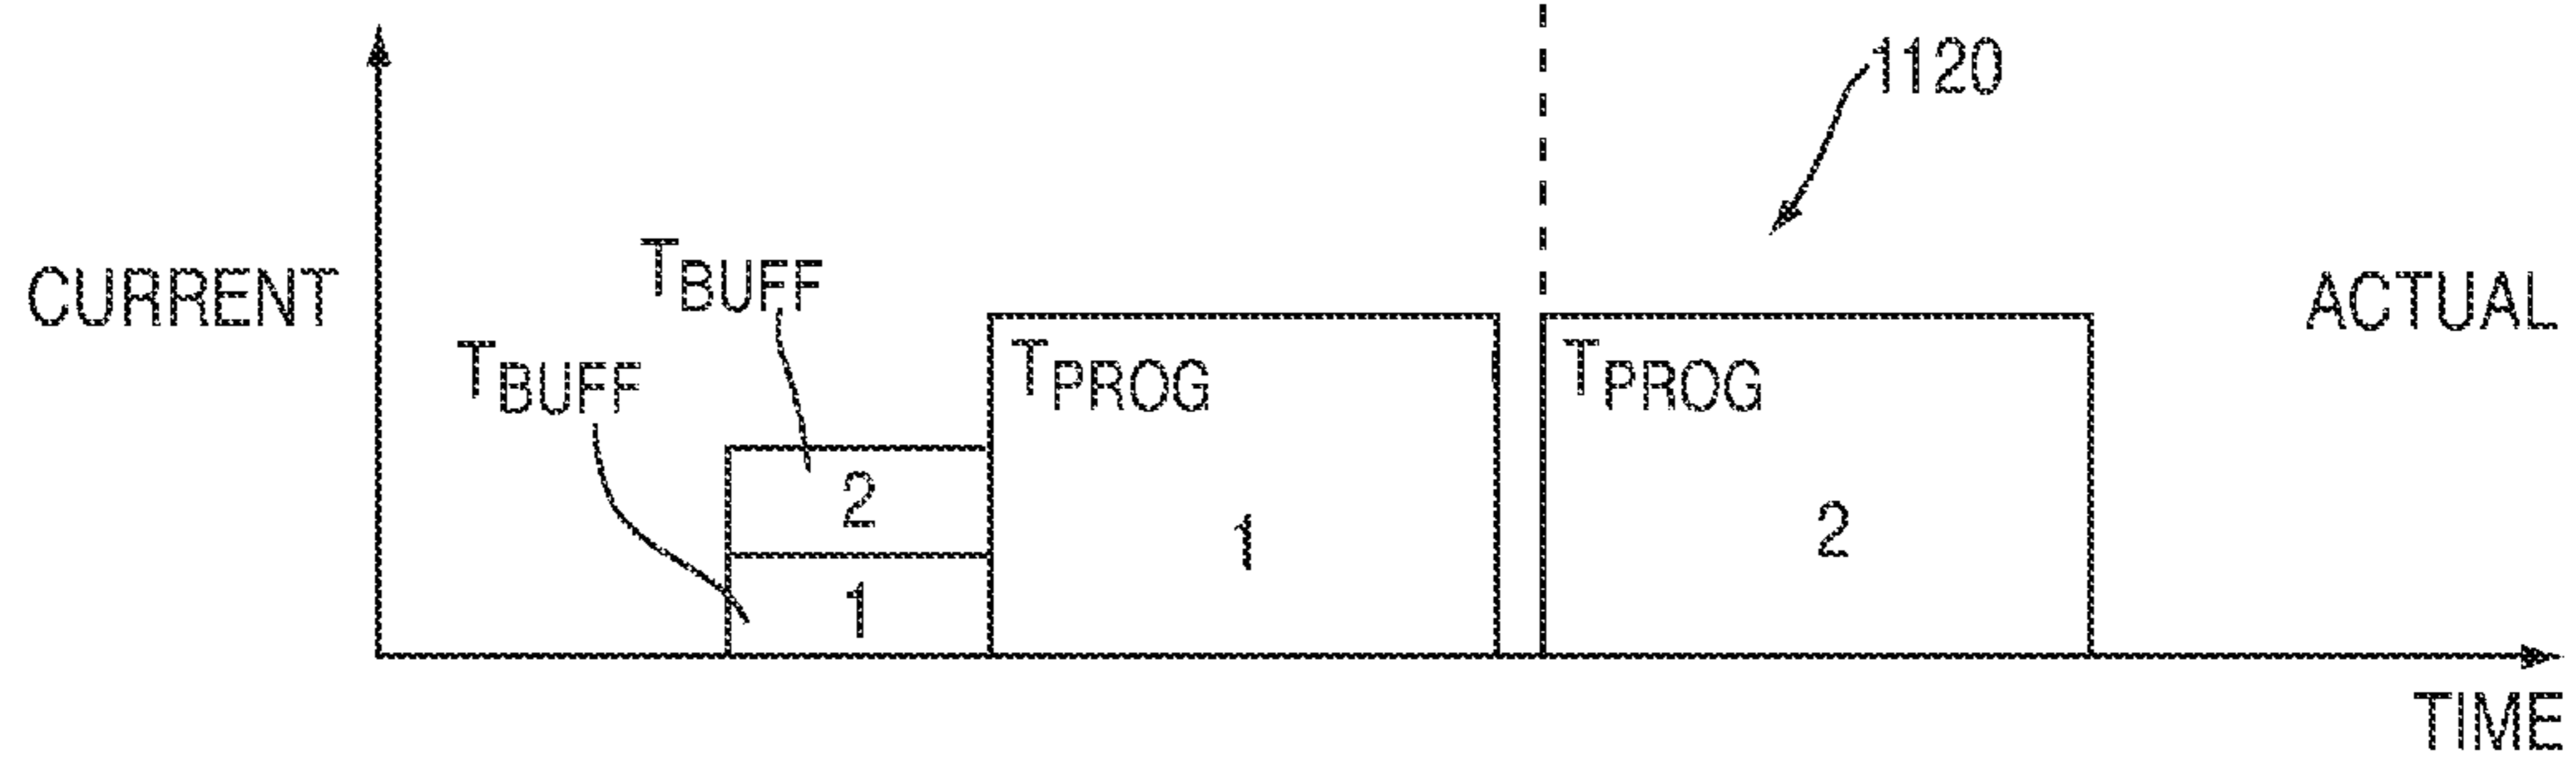 1120
CURRENT
TBUFF
ACTUAL
TBUFF
TPROG
TPROG
2
1
2
1
TIME